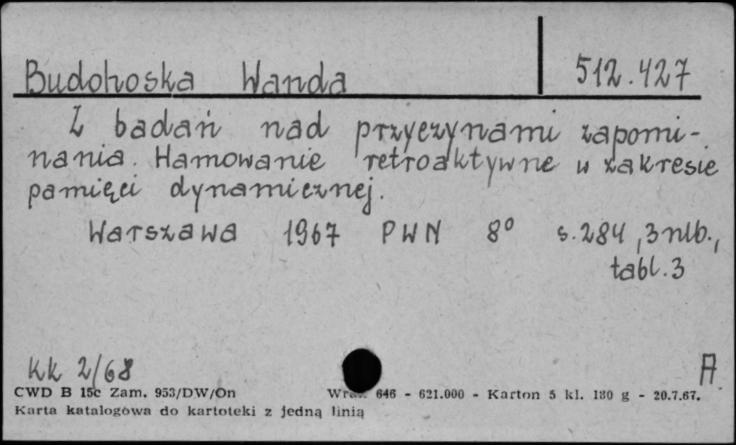 Budohoska Wanda 512.427
Z badań nad przyczynami zapomi-
nania. Hamowanie retroaktywne w zakresie
pamięci dynamicznej.
Warszawa 1967 PWN 8° s.284, 3 nlb.,
tabl.3
KK 2/68 A
CWD B 15c Zam. 953/DW/On 646 - 621.000 - Karton 5 kl. 180 g - 20.7.67.
Karta katalogowa do kartoteki z jedną linią